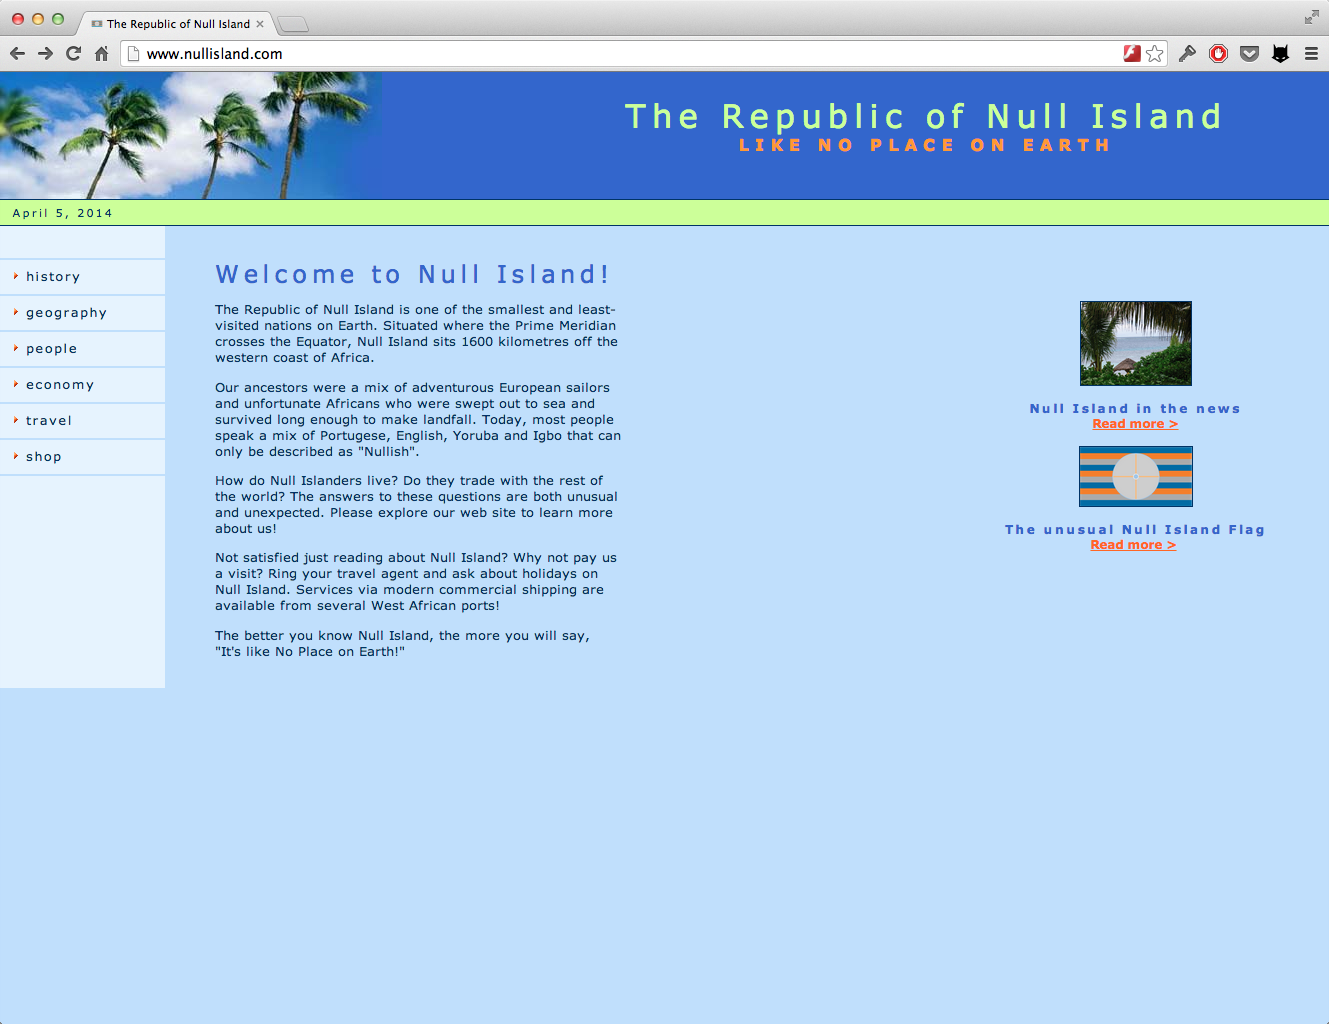 The Republic of Null Island
www.nullisland.com
The Republic of Null Island
LIKE NO PLACE ON EARTH
April 5, 2014
history
geography
people
economy
travel
shop
Welcome to Null Island!
The Republic of Null Island is one of the smallest and least-
visited nations on Earth. Situated where the Prime Meridian
crosses the Equator, Null Island sits 1600 kilometres off the
western coast of Africa.
Our ancestors were a mix of adventurous European sailors
and unfortunate Africans who were swept out to sea and
survived long enough to make landfall. Today, most people
speak a mix of Portugese, English, Yoruba and Igbo that can
only be described as "Nullish".
How do Null Islanders live? Do they trade with the rest of
the world? The answers to these questions are both unusual
and unexpected. Please explore our web site to learn more
about us!
Not satisfied just reading about Null Island? Why not pay us
a visit? Ring your travel agent and ask about holidays on
Null Island. Services via modern commercial shipping are
available from several West African ports!
The better you know Null Island, the more you will say,
"It's like No Place on Earth!"
Null Island in the news
Read more >
The unusual Null Island Flag
Read more >